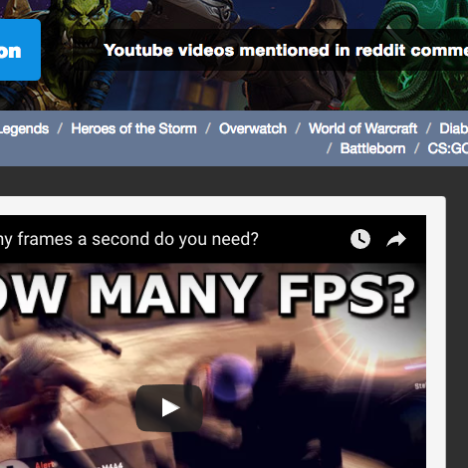 on
Youtube videos mentioned in reddit comme
Legends / Heroes of the Storm / Overwatch / World of Warcraft / Diab
/ Battleborn / CS:GO
ny frames a second do you need?
OW MANY FPS?